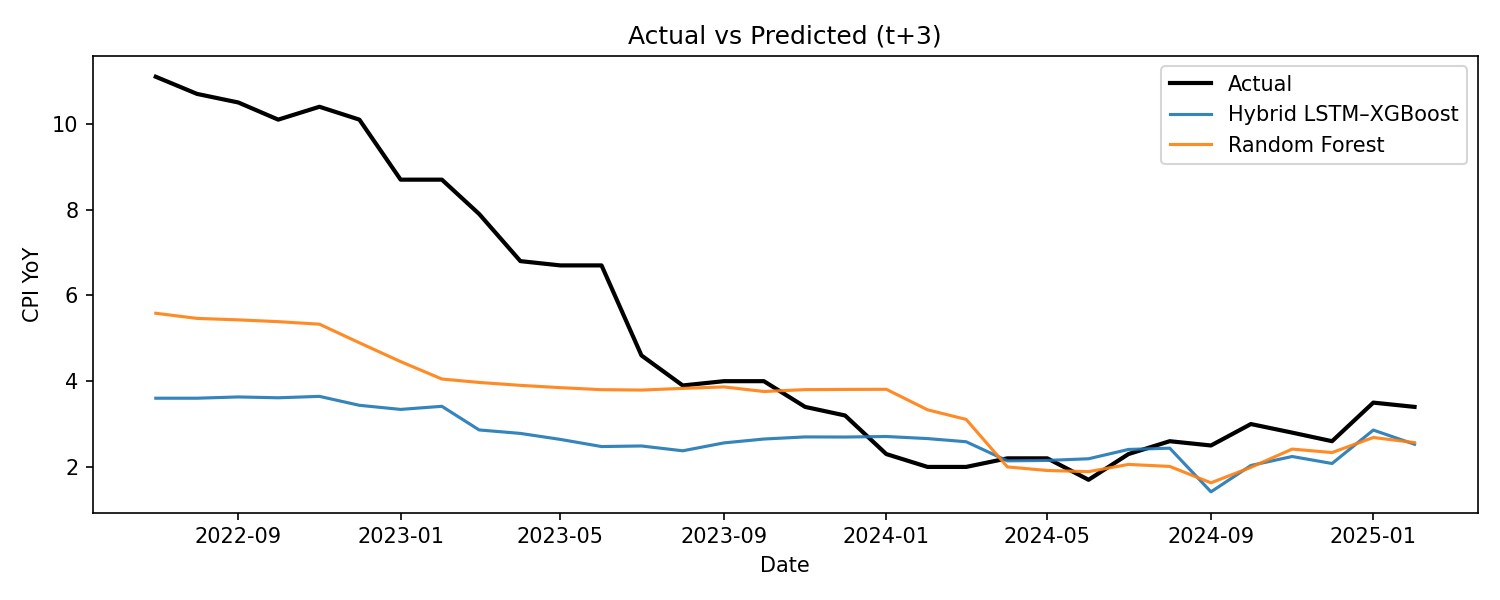 Actual vs Predicted (t+3)
Actual
Hybrid LSTM–XGBoost
Random Forest
CPI YoY
10
8
6
4
2
2022-09 2023-01 2023-05 2023-09 2024-01 2024-05 2024-09 2025-01
Date